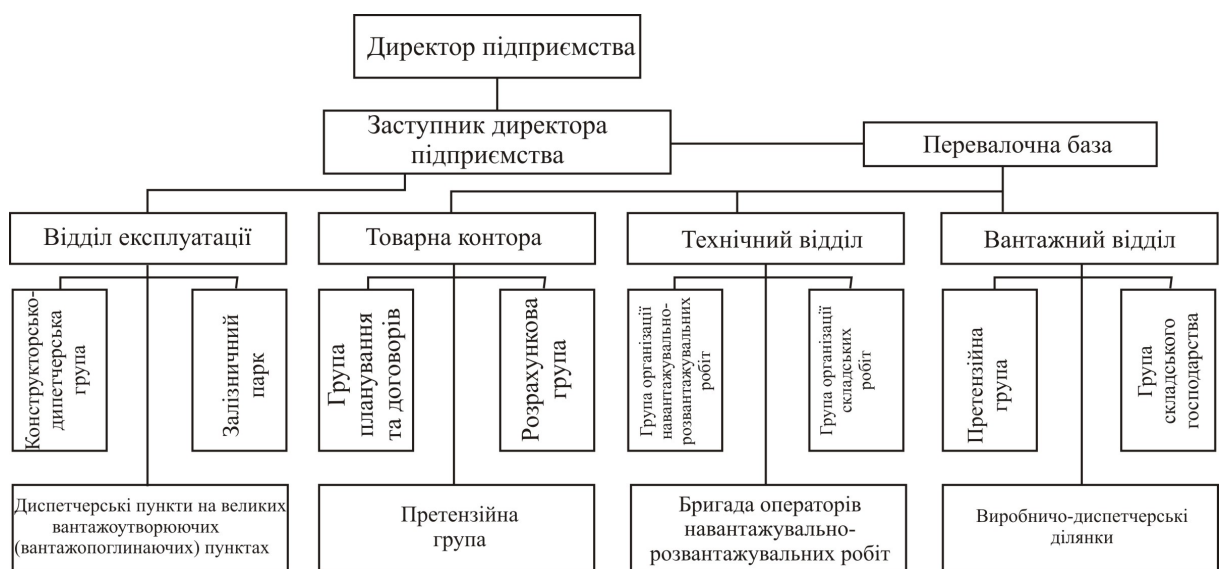 Директор підприємства
Заступник директора
підприємства
Перевалочна база
Відділ експлуатації
Товарна контора
Технічний відділ
Вантажний відділ
Конструкторсько-
дипетчерська
група
Залізничний
парк
Група
планування
та договорів
Розрахункова
група
Група організації
навантажувально-
розвантажувальних
робіт
Група організації
складських
робіт
Претензійна
група
Група
складського
господарства
Диспетчерські пункти на великих
вантажоутворюючих
(вантажопоглинаючих) пунктах
Претензійна
група
Бригада операторів
навантажувально-
розвантажувальних робіт
Виробничо-диспетчерські
ділянки